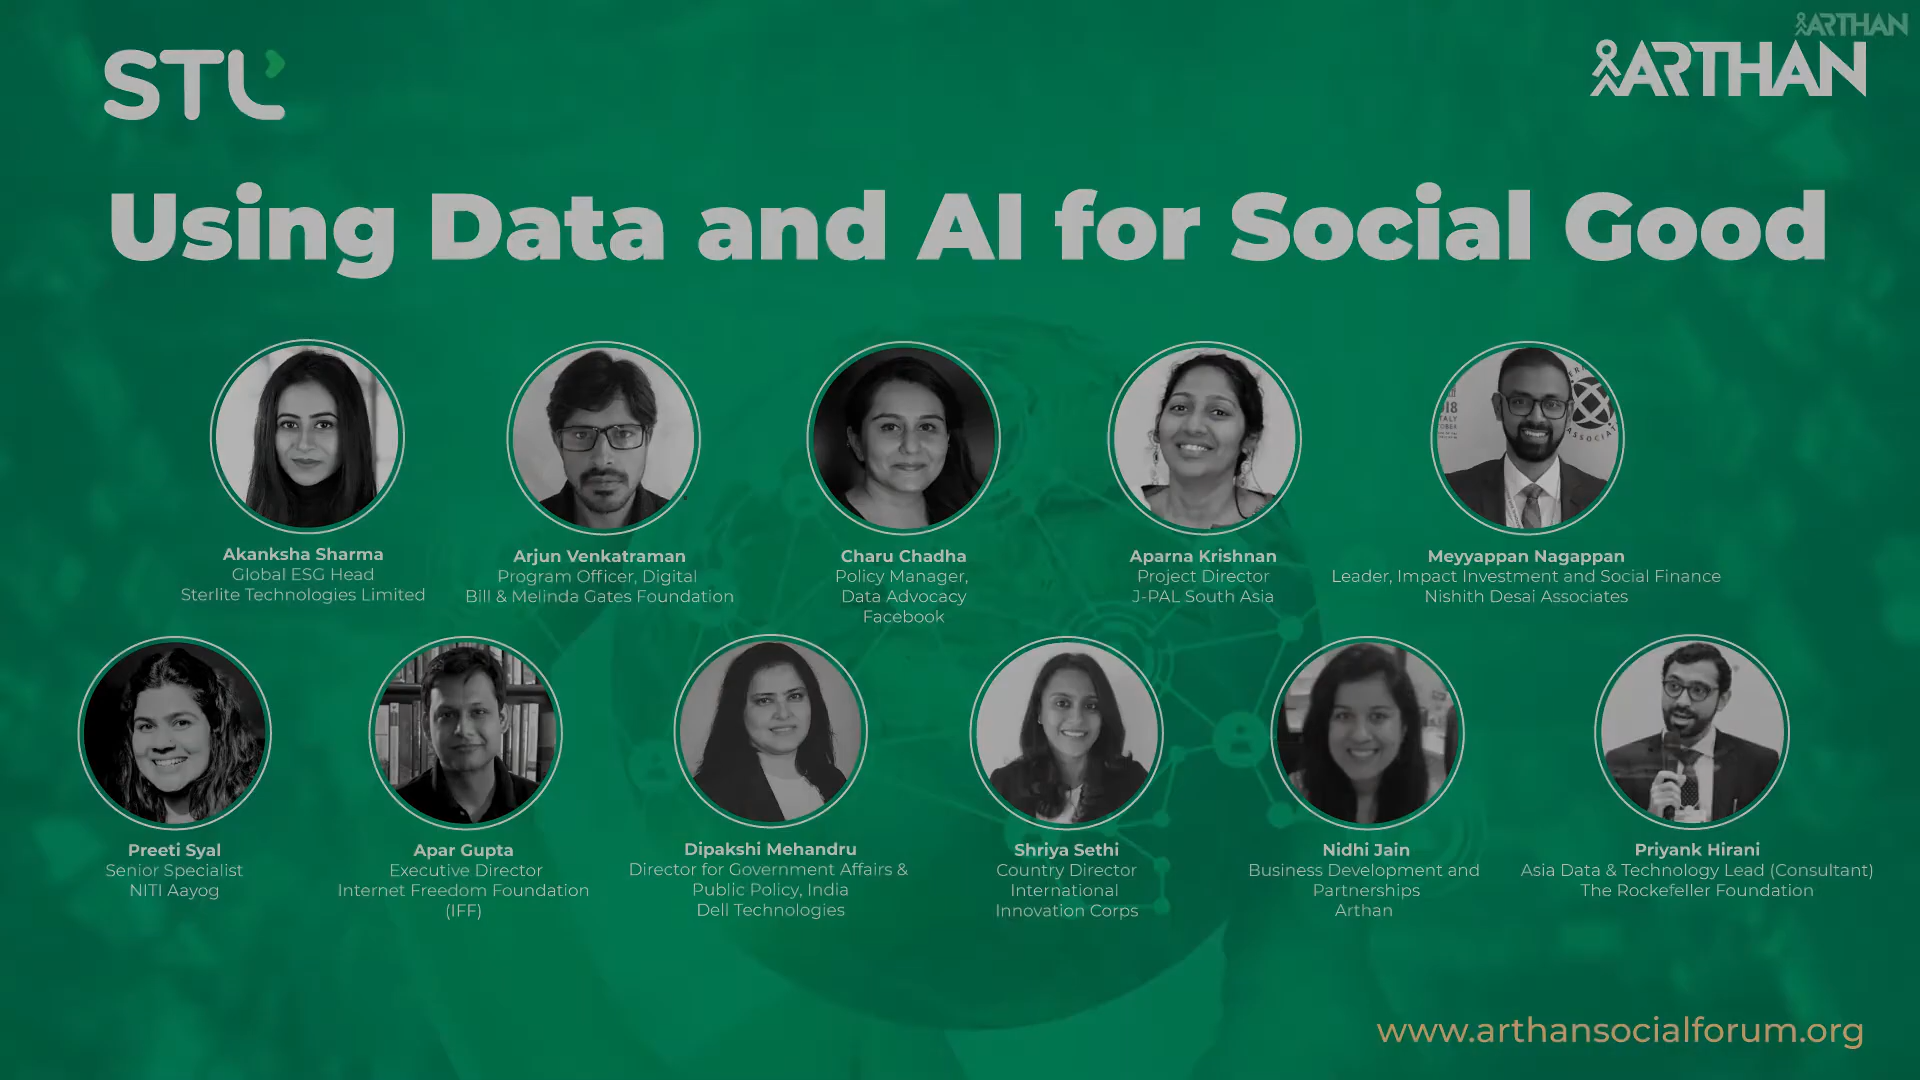 STL
ARTHAN
ARTHAN
Using Data and AI for Social Good
Akanksha Sharma
Global ESG Head
Sterlite Technologies Limited
Arjun Venkatraman
Program Officer, Digital
Bill & Melinda Gates Foundation
Charu Chadha
Policy Manager,
Data Advocacy
Facebook
Aparna Krishnan
Project Director
J-PAL South Asia
Meyyappan Nagappan
Leader, Impact Investment and Social Finance
Nishith Desai Associates
Preeti Syal
Senior Specialist
NITI Aayog
Apar Gupta
Executive Director
Internet Freedom Foundation
(IFF)
Dipakshi Mehandru
Director for Government Affairs &
Public Policy, India
Dell Technologies
Shriya Sethi
Country Director
International
Innovation Corps
Nidhi Jain
Business Development and
Partnerships
Arthan
Priyank Hirani
Asia Data & Technology Lead (Consultant)
The Rockefeller Foundation
www.arthansocialforum.org